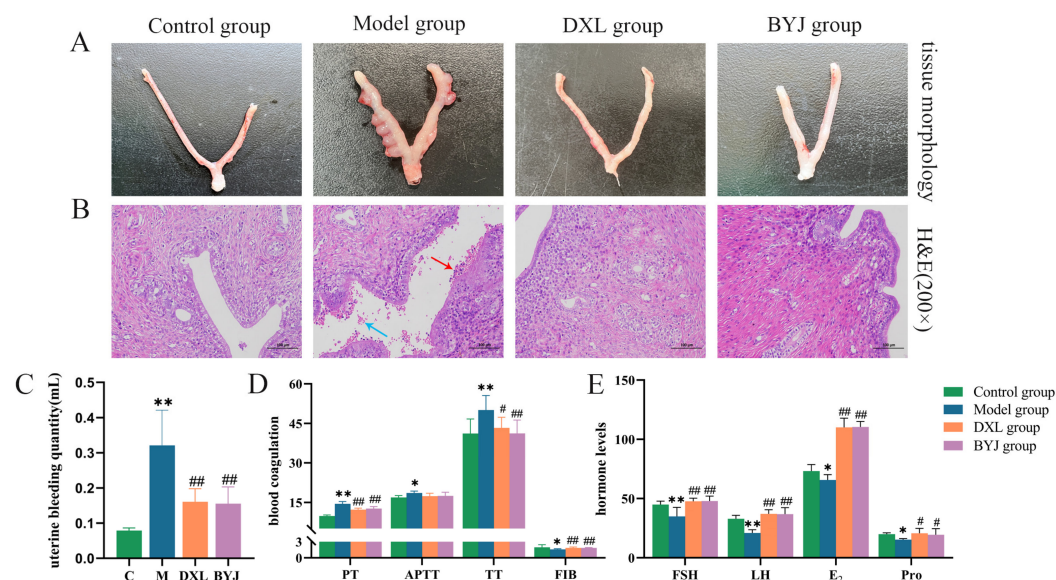 Control group
Model group
DXL group
BYJ group
A
tissue morphology
B
H&E(200×)
C
uterine bleeding quantity(mL)
0.5
0.4
0.3
0.2
0.1
0.0
**
##
##
C
M
DXL
BYJ
D
blood coagulation
60
45
30
15
3
0
**
##
##
*
**
#
##
*
##
##
PT
APTT
TT
FIB
E
hormone levels
150
100
50
0
**
##
##
**
##
##
*
##
##
*
#
#
FSH
LH
E₂
Pro
Control group
Model group
DXL group
BYJ group